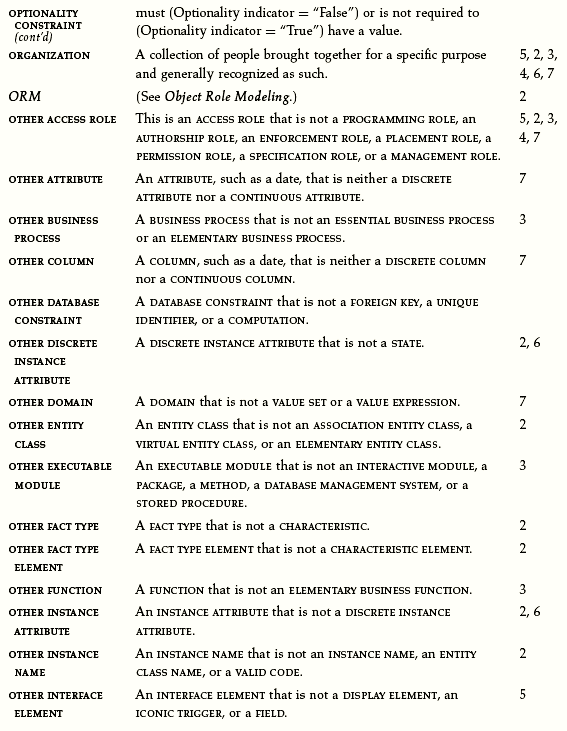 OPTIONALITY must (Optionality indicator = “False”) or is not required to
CONSTRAINT (Optionality indicator = “True”) have a value.
(cont’d)
ORGANIZATION A collection of people brought together for a specific purpose 5, 2, 3,
and generally recognized as such. 4, 6, 7
ORM (See Object Role Modeling.) 2
OTHER ACCESS ROLE This is an ACCESS ROLE that is not a PROGRAMMING ROLE, an 5, 2, 3,
AUTHORSHIP ROLE, an ENFORCEMENT ROLE, a PLACEMENT ROLE, a 4, 7
PERMISSION ROLE, a SPECIFICATION ROLE, or a MANAGEMENT ROLE.
OTHER ATTRIBUTE An ATTRIBUTE, such as a date, that is neither a DISCRETE 7
ATTRIBUTE nor a CONTINUOUS ATTRIBUTE.
OTHER BUSINESS A BUSINESS PROCESS that is not an ESSENTIAL BUSINESS PROCESS 3
PROCESS or an ELEMENTARY BUSINESS PROCESS.
OTHER COLUMN A COLUMN, such as a date, that is neither a DISCRETE COLUMN 7
nor a CONTINUOUS COLUMN.
OTHER DATABASE A DATABASE CONSTRAINT that is not a FOREIGN KEY, a UNIQUE
CONSTRAINT IDENTIFIER, or a COMPUTATION.
OTHER DISCRETE A DISCRETE INSTANCE ATTRIBUTE that is not a STATE. 2, 6
INSTANCE
ATTRIBUTE
OTHER DOMAIN A DOMAIN that is not a VALUE SET or a VALUE EXPRESSION. 7
OTHER ENTITY An ENTITY CLASS that is not an ASSOCIATION ENTITY CLASS, a 2
CLASS VIRTUAL ENTITY CLASS, or an ELEMENTARY ENTITY CLASS.
OTHER EXECUTABLE An EXECUTABLE MODULE that is not an INTERACTIVE MODULE, a 3
MODULE PACKAGE, a METHOD, a DATABASE MANAGEMENT SYSTEM, or a
STORED PROCEDURE.
OTHER FACT TYPE A FACT TYPE that is not a CHARACTERISTIC. 2
OTHER FACT TYPE A FACT TYPE ELEMENT that is not a CHARACTERISTIC ELEMENT. 2
ELEMENT
OTHER FUNCTION A FUNCTION that is not an ELEMENTARY BUSINESS FUNCTION. 3
OTHER INSTANCE An INSTANCE ATTRIBUTE that is not a DISCRETE INSTANCE 2, 6
ATTRIBUTE ATTRIBUTE.
OTHER INSTANCE An INSTANCE NAME that is not an INSTANCE NAME, an ENTITY 2
NAME CLASS NAME, or a VALID CODE.
OTHER INTERFACE An INTERFACE ELEMENT that is not a DISPLAY ELEMENT, an 5
ELEMENT ICONIC TRIGGER, or a FIELD.